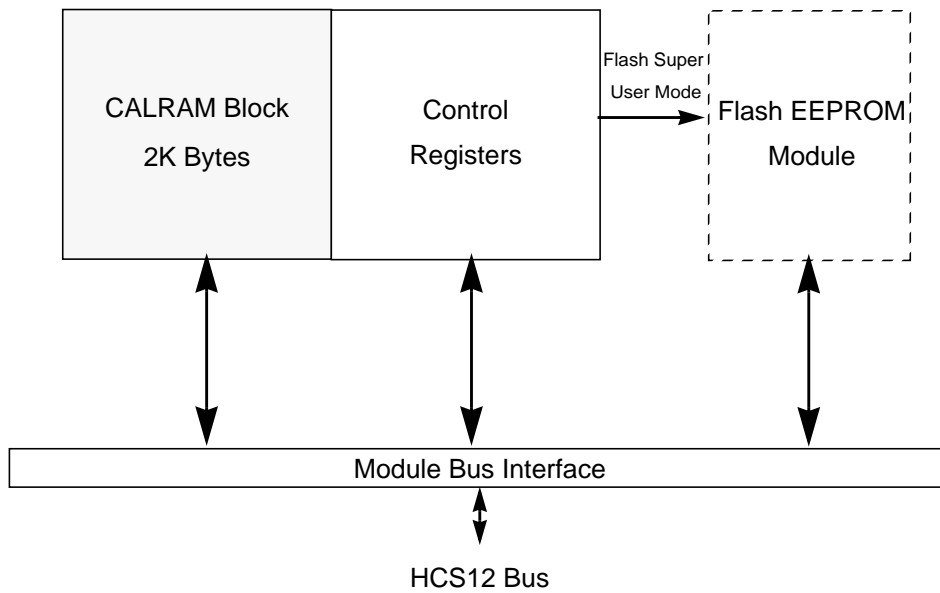 CALRAM Block
2K Bytes
Control
Registers
Flash Super
User Mode
Flash EEPROM
Module
Module Bus Interface
HCS12 Bus